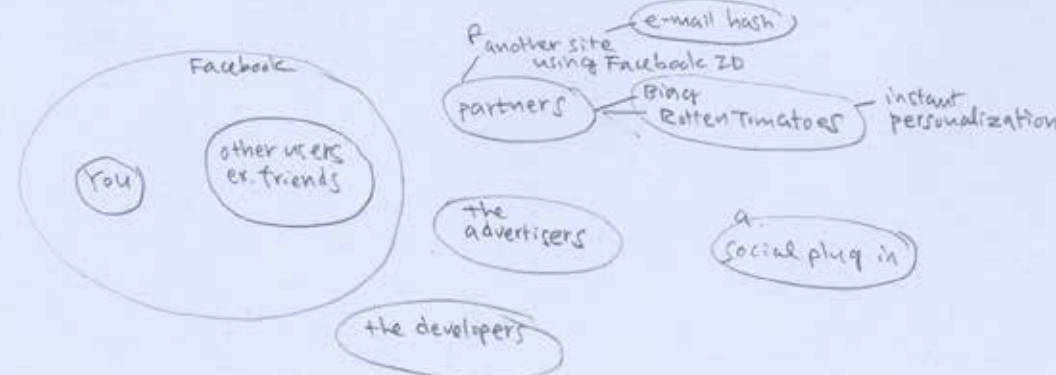 Facebook
You
other users
ex. friends
e-mail hash
another site
using Facebook ID
partners
Bing
Rotten Tomatoes
instant
personalization
the
advertisers
a.
social plug in
the developers